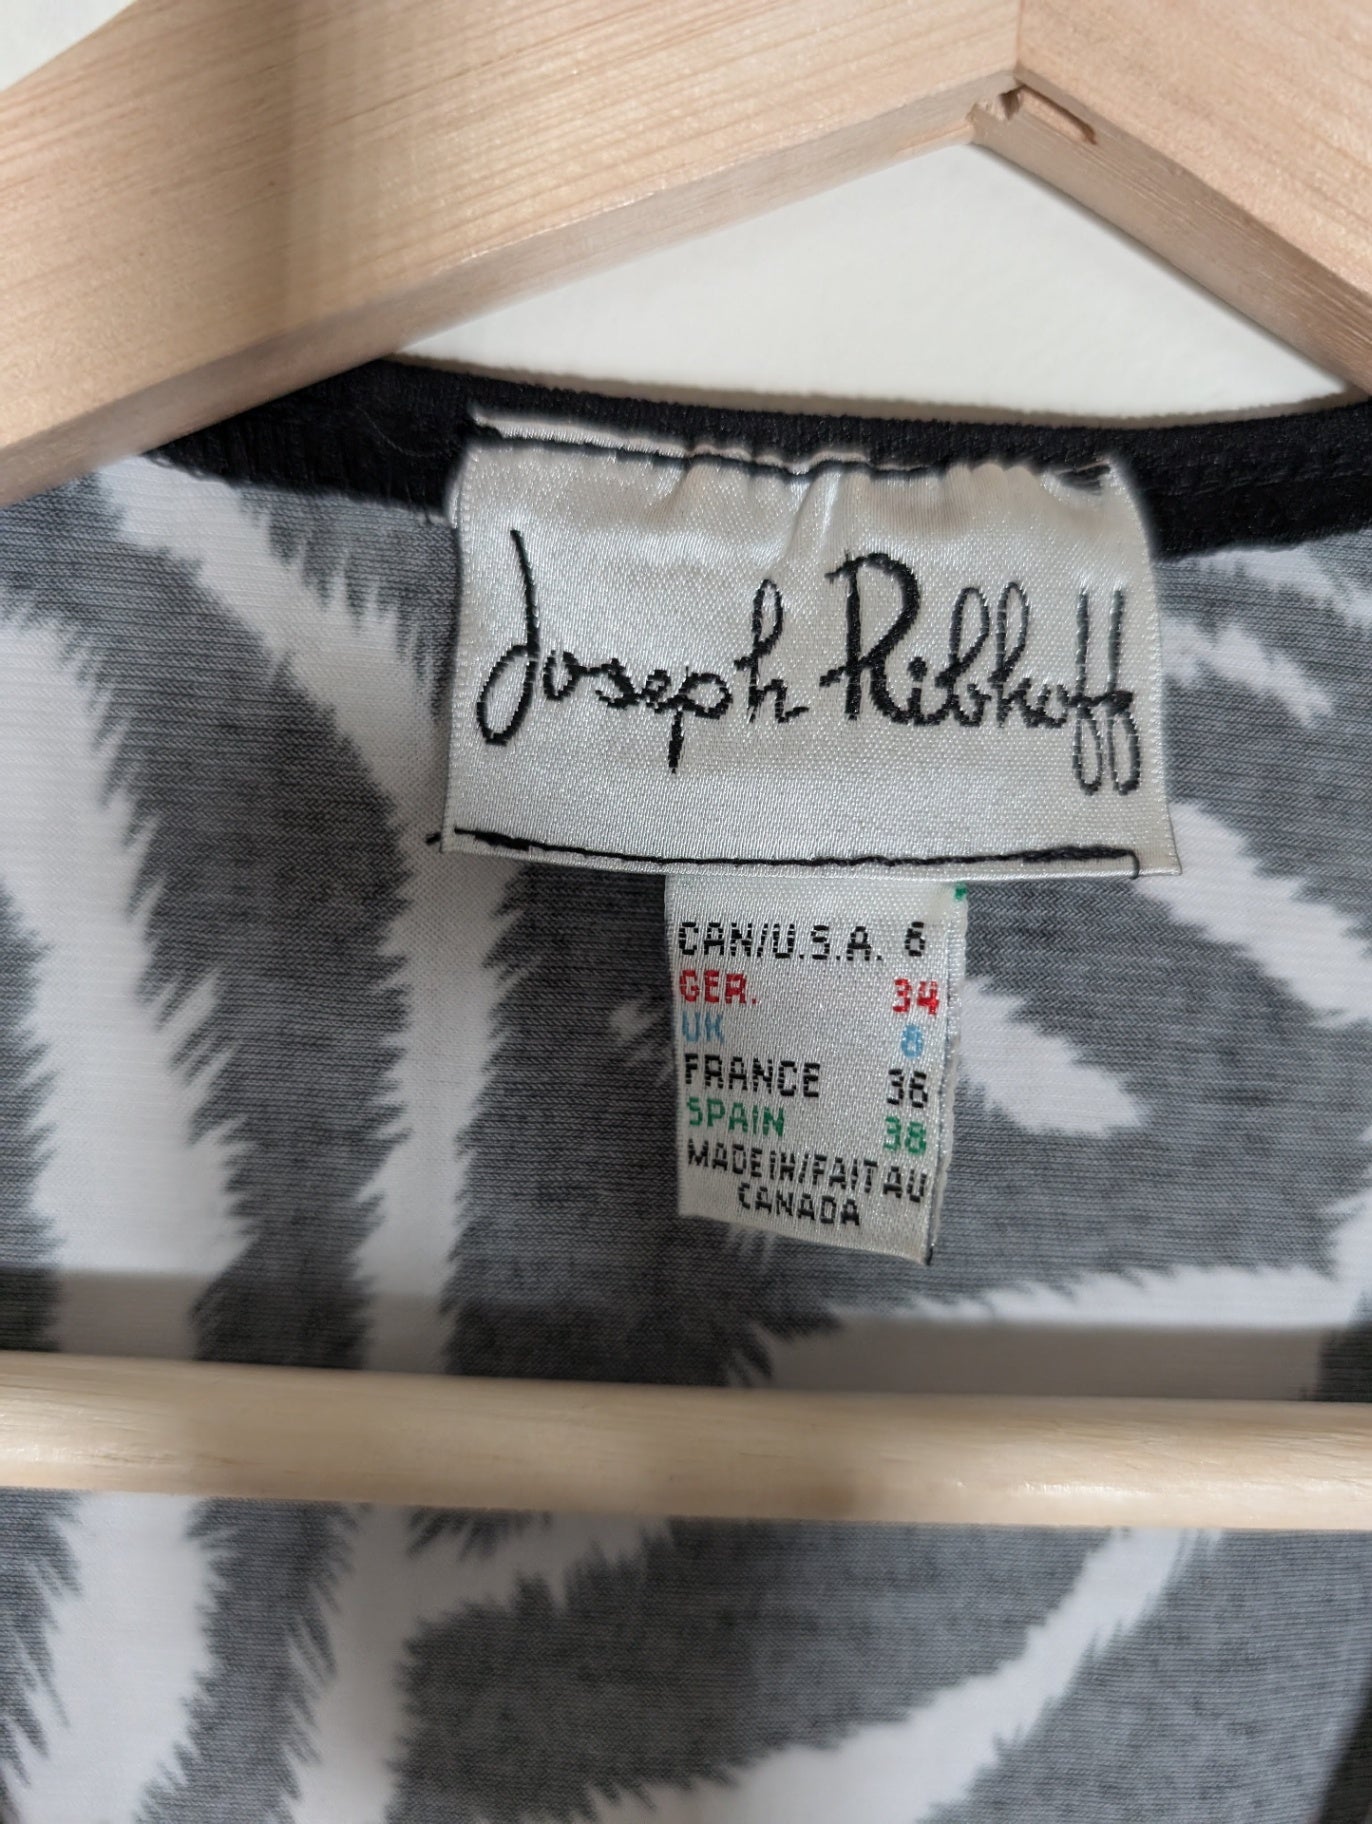 Joseph Ribkoff
CAN/U.S.A. 6
GER. 34
UK 8
FRANCE 36
SPAIN 38
MADE IN/FAIT AU
CANADA